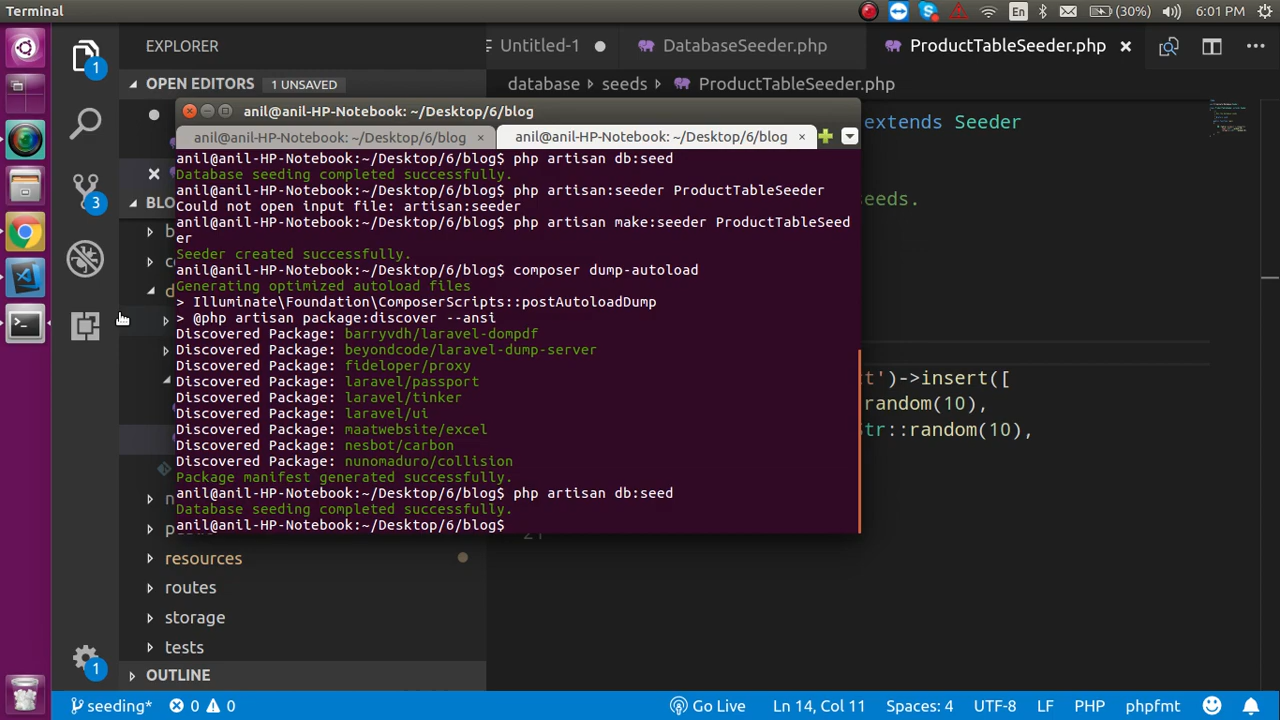 Terminal
En
(30%)
6:01 PM
EXPLORER
Untitled-1
DatabaseSeeder.php
ProductTableSeeder.php
1
OPEN EDITORS
1 UNSAVED
database
seeds
ProductTableSeeder.php
anil@anil-HP-Notebook: ~/Desktop/6/blog
anil@anil-HP-Notebook: ~/Desktop/6/blog
anil@anil-HP-Notebook: ~/Desktop/6/blog
extends Seeder
anil@anil-HP-Notebook:~/Desktop/6/blog$ php artisan db:seed
Database seeding completed successfully.
anil@anil-HP-Notebook:~/Desktop/6/blog$ php artisan:seeder ProductTableSeeder
Could not open input file: artisan:seeder
anil@anil-HP-Notebook:~/Desktop/6/blog$ php artisan make:seeder ProductTableSeed
er
Seeder created successfully.
anil@anil-HP-Notebook:~/Desktop/6/blog$ composer dump-autoload
Generating optimized autoload files
> Illuminate\Foundation\ComposerScripts::postAutoloadDump
> @php artisan package:discover --ansi
Discovered Package: barryvdh/laravel-dompdf
Discovered Package: beyondcode/laravel-dump-server
Discovered Package: fideloper/proxy
Discovered Package: laravel/passport
Discovered Package: laravel/tinker
Discovered Package: laravel/ui
Discovered Package: maatwebsite/excel
Discovered Package: nesbot/carbon
Discovered Package: nunomaduro/collision
Package manifest generated successfully.
anil@anil-HP-Notebook:~/Desktop/6/blog$ php artisan db:seed
Database seeding completed successfully.
anil@anil-HP-Notebook:~/Desktop/6/blog$
seeds.
t')->insert([
random(10),
tr::random(10),
3
BLO
b
c
d
n
p
resources
routes
storage
tests
OUTLINE
1
21
seeding*
0
0
Go Live
Ln 14, Col 11
Spaces: 4
UTF-8
LF
PHP
phpfmt